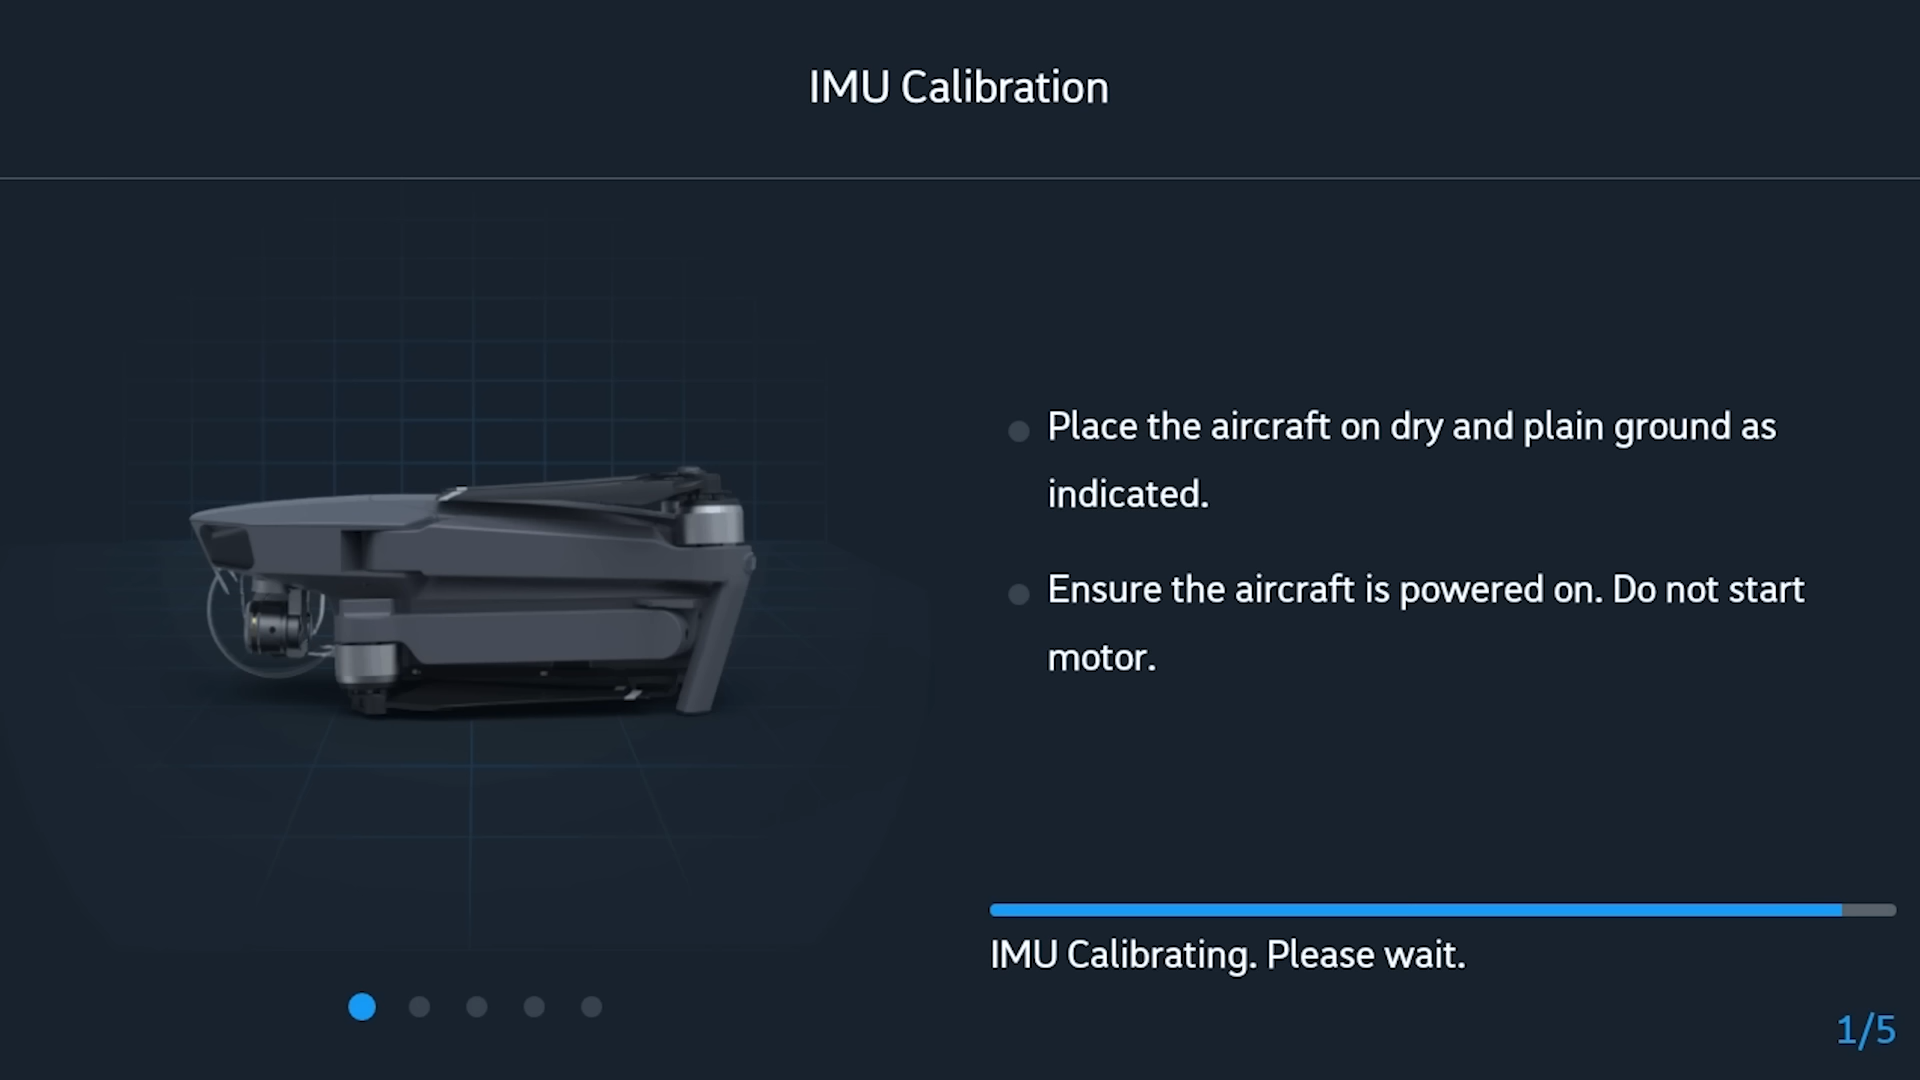 IMU Calibration
Place the aircraft on dry and plain ground as
indicated.
Ensure the aircraft is powered on. Do not start
motor.
IMU Calibrating. Please wait.
1/5